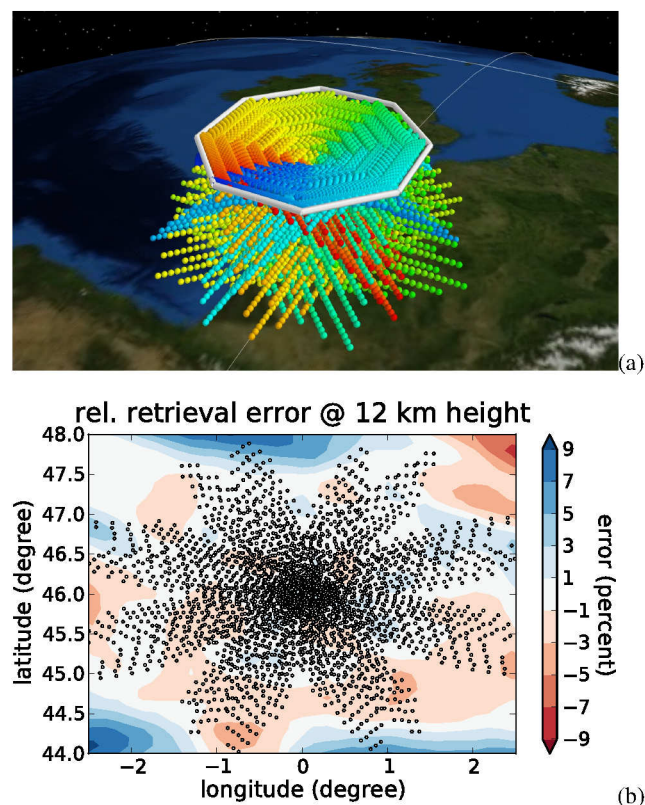 (a)
rel. retrieval error @ 12 km height
48.0
47.5
47.0
46.5
46.0
45.5
45.0
44.5
44.0
latitude (degree)
−2 −1 0 1 2
longitude (degree)
9
7
5
3
1
−1
−3
−5
−7
−9
error (percent)
(b)